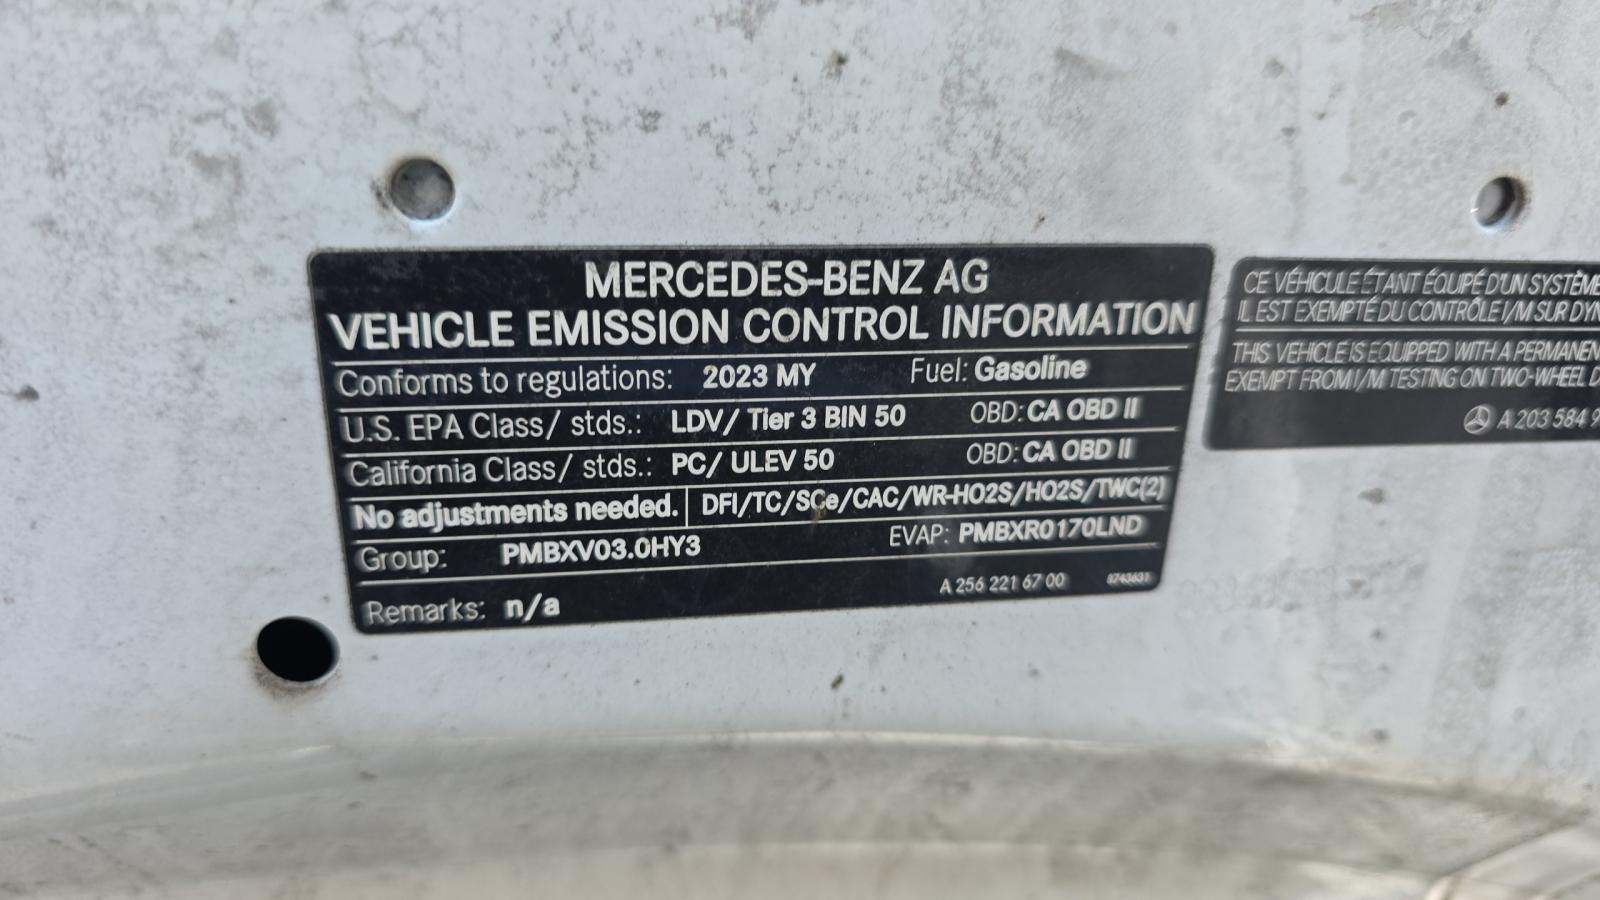 MERCEDES-BENZ AG
VEHICLE EMISSION CONTROL INFORMATION
Conforms to regulations: 2023 MY Fuel: Gasoline
U.S. EPA Class/ stds.: LDV/ Tier 3 BIN 50 OBD: CA OBD II
California Class/ stds.: PC/ ULEV 50 OBD: CA OBD II
No adjustments needed. DFI/TC/SCe/CAC/WR-HO2S/HO2S/TWC(2)
Group: PMBXV03.0HY3 EVAP: PMBXR0170LND
Remarks: n/a A 256 221 67 00
CE VÉHICULE ÉTANT ÉQUIPÉ D'UN SYSTÈME
IL EST EXEMPTÉ DU CONTRÔLE I/M SUR DYN
THIS VEHICLE IS EQUIPPED WITH A PERMANEN
EXEMPT FROM I/M TESTING ON TWO-WHEEL D
A 203 584 9